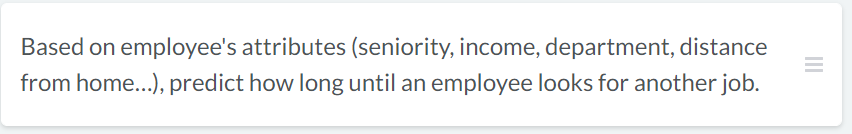 Based on employee's attributes (seniority, income, department, distance
from home...), predict how long until an employee looks for another job.